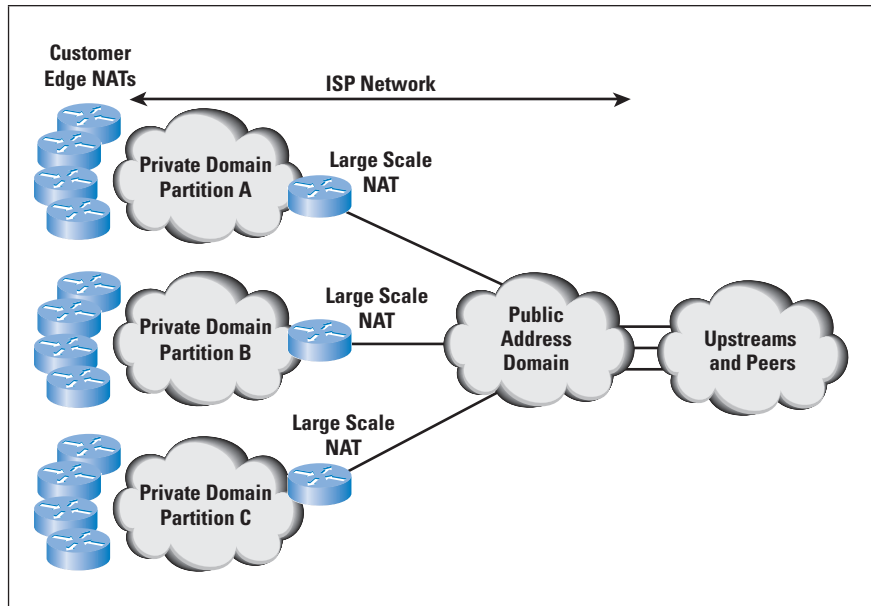 Customer
Edge NATs
ISP Network
Private Domain
Partition A
Large Scale
NAT
Private Domain
Partition B
Large Scale
NAT
Public
Address
Domain
Upstreams
and Peers
Private Domain
Partition C
Large Scale
NAT